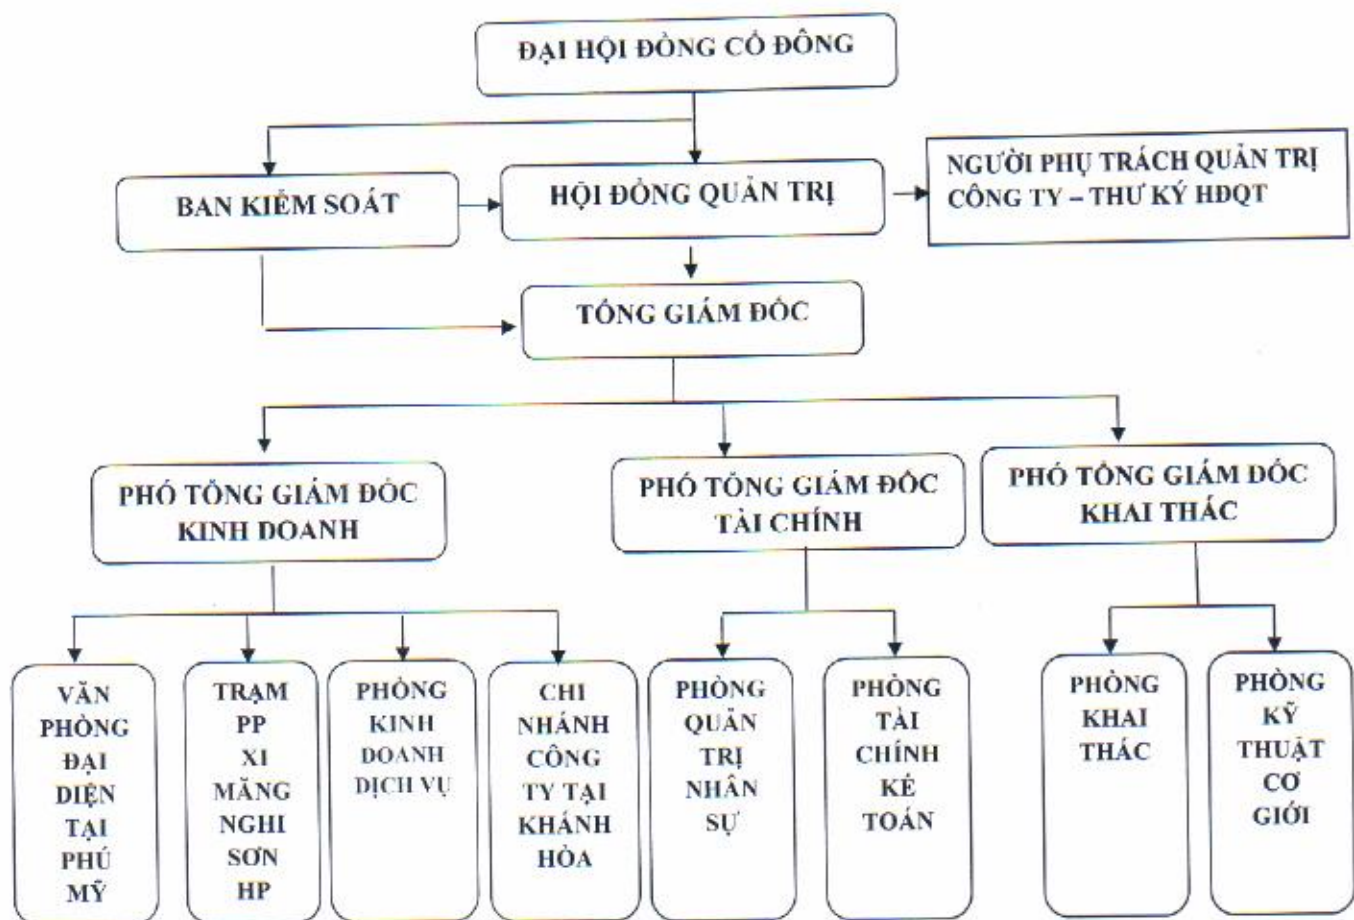 ĐẠI HỘI ĐỒNG CỔ ĐÔNG
NGƯỜI PHỤ TRÁCH QUẢN TRỊ
CÔNG TY – THƯ KÝ HĐQT
BAN KIỂM SOÁT
HỘI ĐỒNG QUẢN TRỊ
TỔNG GIÁM ĐỐC
PHÓ TỔNG GIÁM ĐỐC
KINH DOANH
PHÓ TỔNG GIÁM ĐỐC
TÀI CHÍNH
PHÓ TỔNG GIÁM ĐỐC
KHAI THÁC
VĂN
PHÒNG
ĐẠI
DIỆN
TẠI
PHÚ
MỸ
TRẠM
PP
XI
MĂNG
NGHI
SƠN
HP
PHÒNG
KINH
DOANH
DỊCH VỤ
CHI
NHÁNH
CÔNG
TY TẠI
KHÁNH
HÒA
PHÒNG
QUẢN
TRỊ
NHÂN
SỰ
PHÒNG
TÀI
CHÍNH
KẾ
TOÁN
PHÒNG
KHAI
THÁC
PHÒNG
KỸ
THUẬT
CƠ
GIỚI